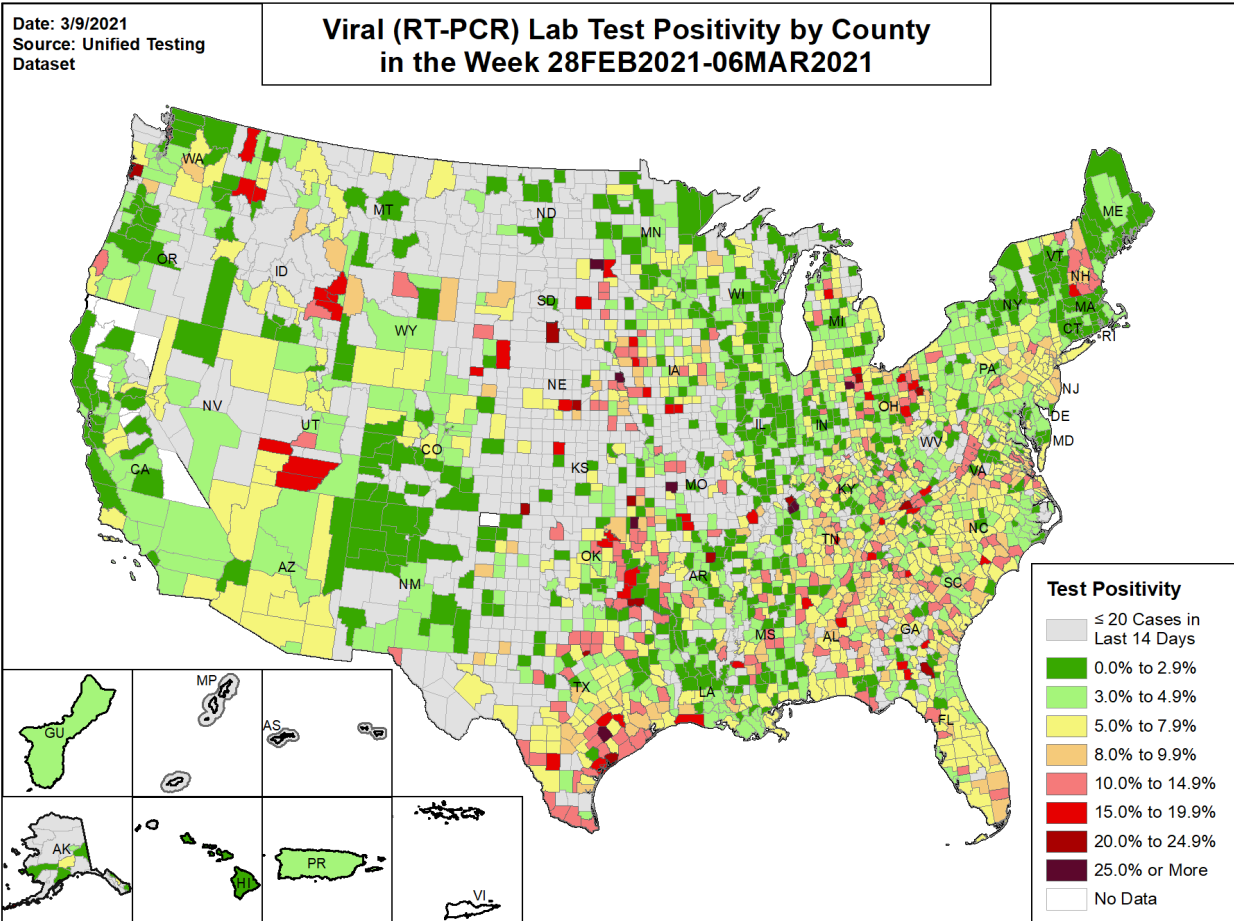 Date: 3/9/2021
Source: Unified Testing
Dataset
Viral (RT-PCR) Lab Test Positivity by County
in the Week 28FEB2021-06MAR2021
WA
MT
ND
MN
ME
OR
ID
SD
WI
MI
VT
NH
NY
MA
CT
RI
WY
NE
IA
PA
NJ
NV
UT
CO
IL
IN
OH
DE
MD
WV
CA
KS
MO
KY
VA
AZ
NM
OK
AR
TN
NC
SC
TX
LA
MS
AL
GA
FL
GU
MP
AS
AK
HI
PR
VI
Test Positivity
≤ 20 Cases in
Last 14 Days
0.0% to 2.9%
3.0% to 4.9%
5.0% to 7.9%
8.0% to 9.9%
10.0% to 14.9%
15.0% to 19.9%
20.0% to 24.9%
25.0% or More
No Data